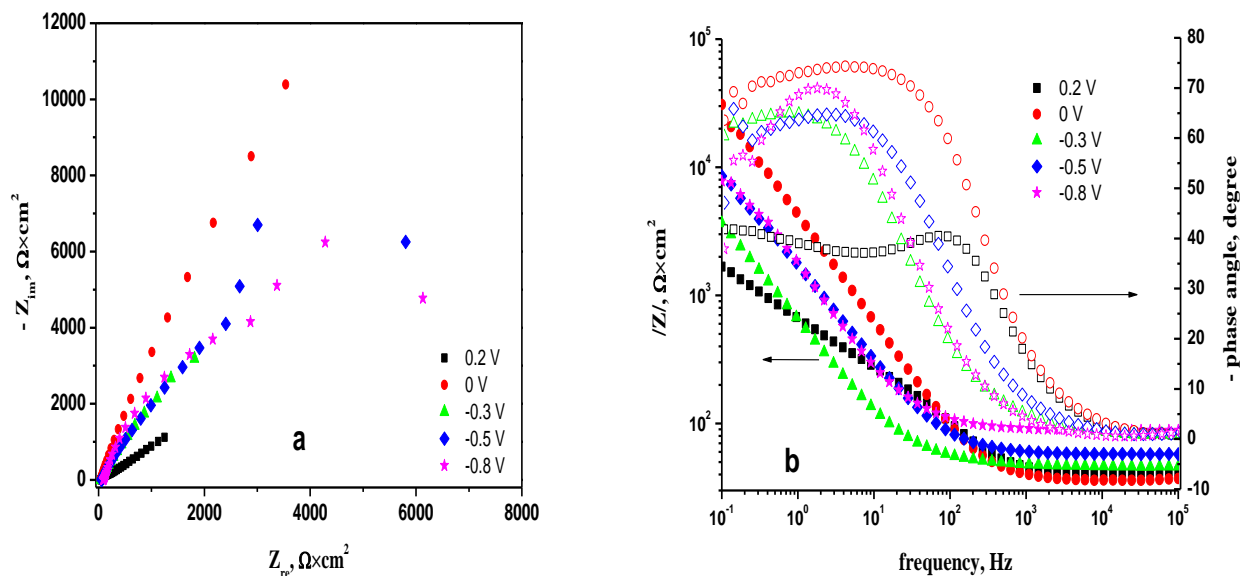 12000
10000
8000
6000
4000
2000
0
- Z_im, Ω×cm²
0.2 V
0 V
-0.3 V
-0.5 V
-0.8 V
a
0 2000 4000 6000 8000
Z_re, Ω×cm²
10⁵
10⁴
10³
10²
/Z/, Ω×cm²
0.2 V
0 V
-0.3 V
-0.5 V
-0.8 V
b
80
70
60
50
40
30
20
10
0
-10
- phase angle, degree
10⁻¹ 10⁰ 10¹ 10² 10³ 10⁴ 10⁵
frequency, Hz